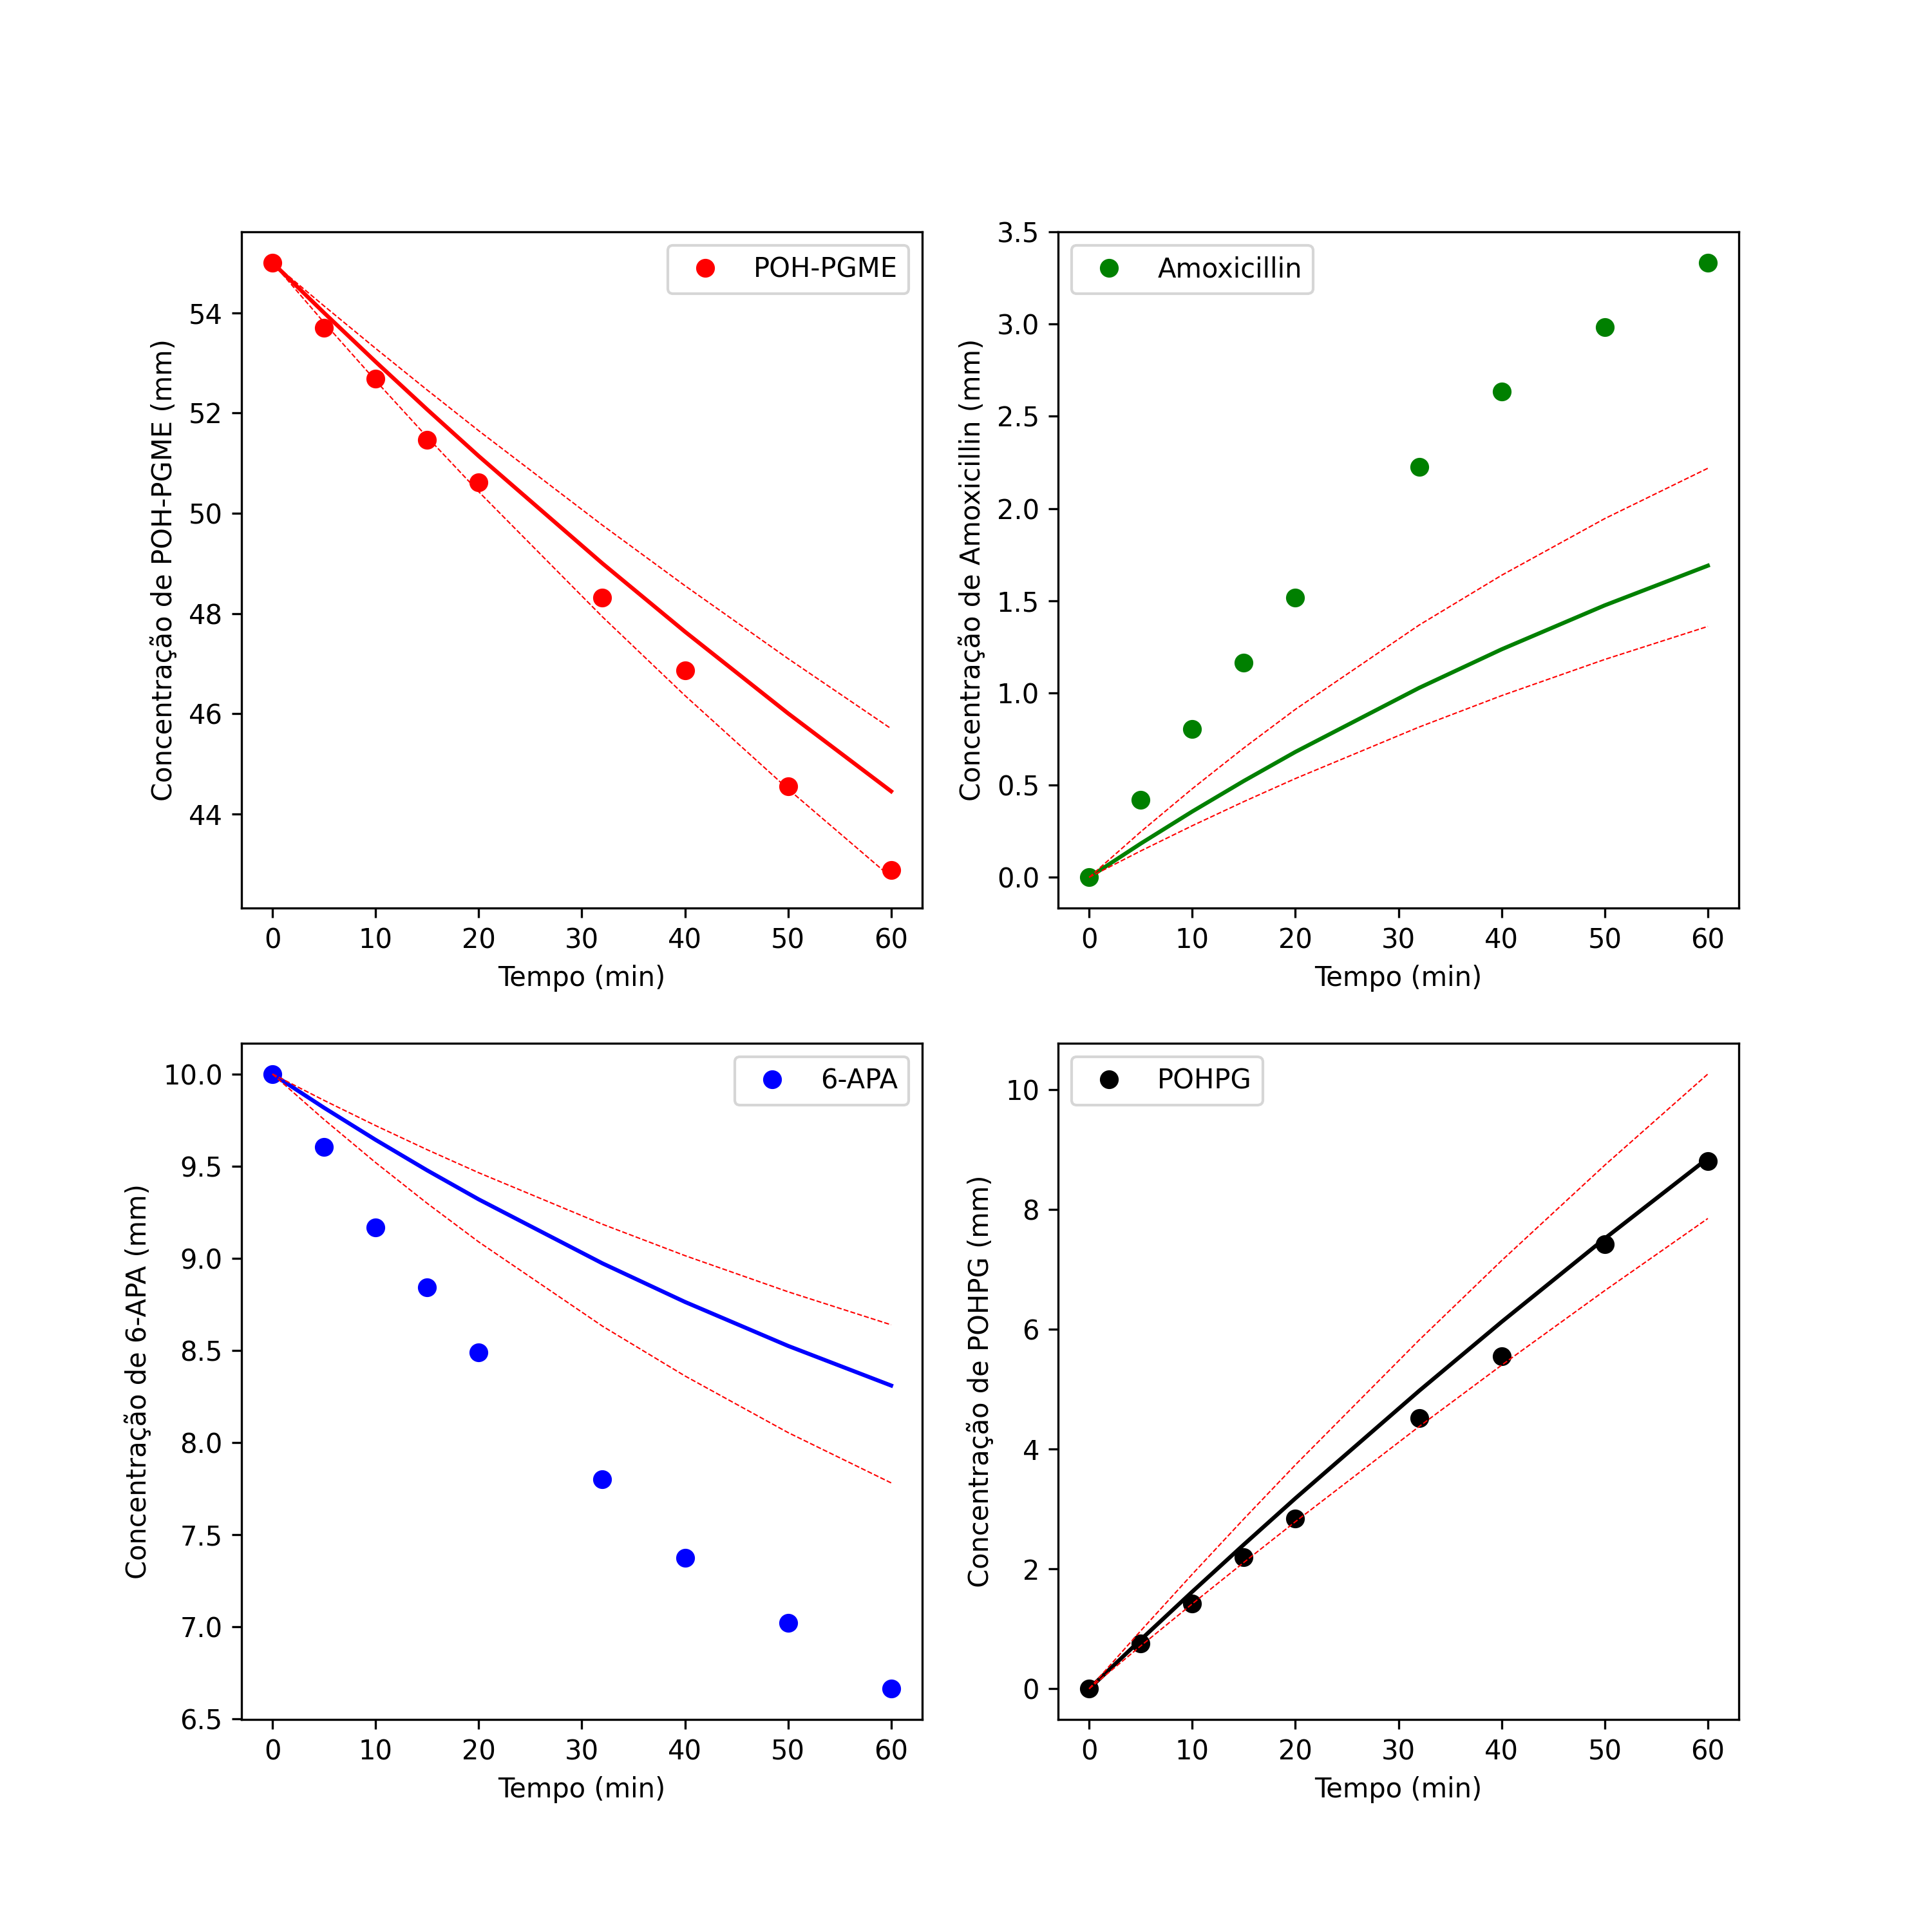 POH-PGME
54
52
50
48
46
44
Concentração de POH-PGME (mm)
0 10 20 30 40 50 60
Tempo (min)
Amoxicillin
3.5
3.0
2.5
2.0
1.5
1.0
0.5
0.0
Concentração de Amoxicillin (mm)
0 10 20 30 40 50 60
Tempo (min)
6-APA
10.0
9.5
9.0
8.5
8.0
7.5
7.0
6.5
Concentração de 6-APA (mm)
0 10 20 30 40 50 60
Tempo (min)
POHPG
10
8
6
4
2
0
Concentração de POHPG (mm)
0 10 20 30 40 50 60
Tempo (min)